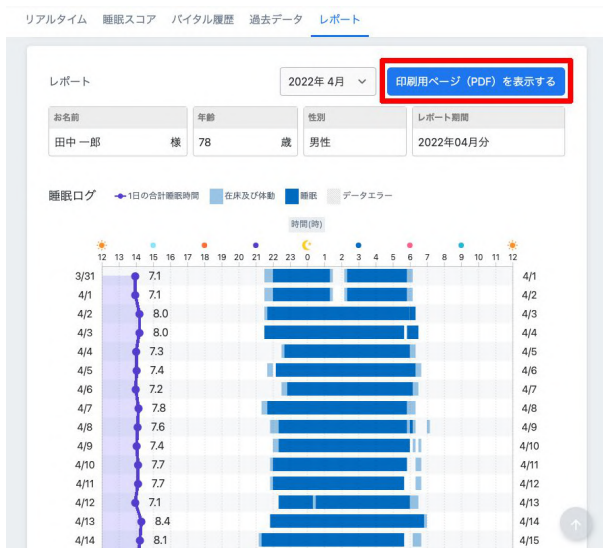 リアルタイム 睡眠スコア バイタル履歴 過去データ レポート
レポート 2022年 4月 印刷用ページ（PDF）を表示する
お名前 年齢 性別 レポート期間
田中 一郎 様 78 歳 男性 2022年04月分
睡眠ログ 1日の合計睡眠時間 在床及び体動 睡眠 データエラー
時間(時)
12 13 14 15 16 17 18 19 20 21 22 23 0 1 2 3 4 5 6 7 8 9 10 11 12
3/31 7.1 4/1
4/1 7.1 4/2
4/2 8.0 4/3
4/3 8.0 4/4
4/4 7.3 4/5
4/5 7.4 4/6
4/6 7.2 4/7
4/7 7.8 4/8
4/8 7.6 4/9
4/9 7.4 4/10
4/10 7.7 4/11
4/11 7.7 4/12
4/12 7.1 4/13
4/13 8.4 4/14
4/14 8.1 4/15